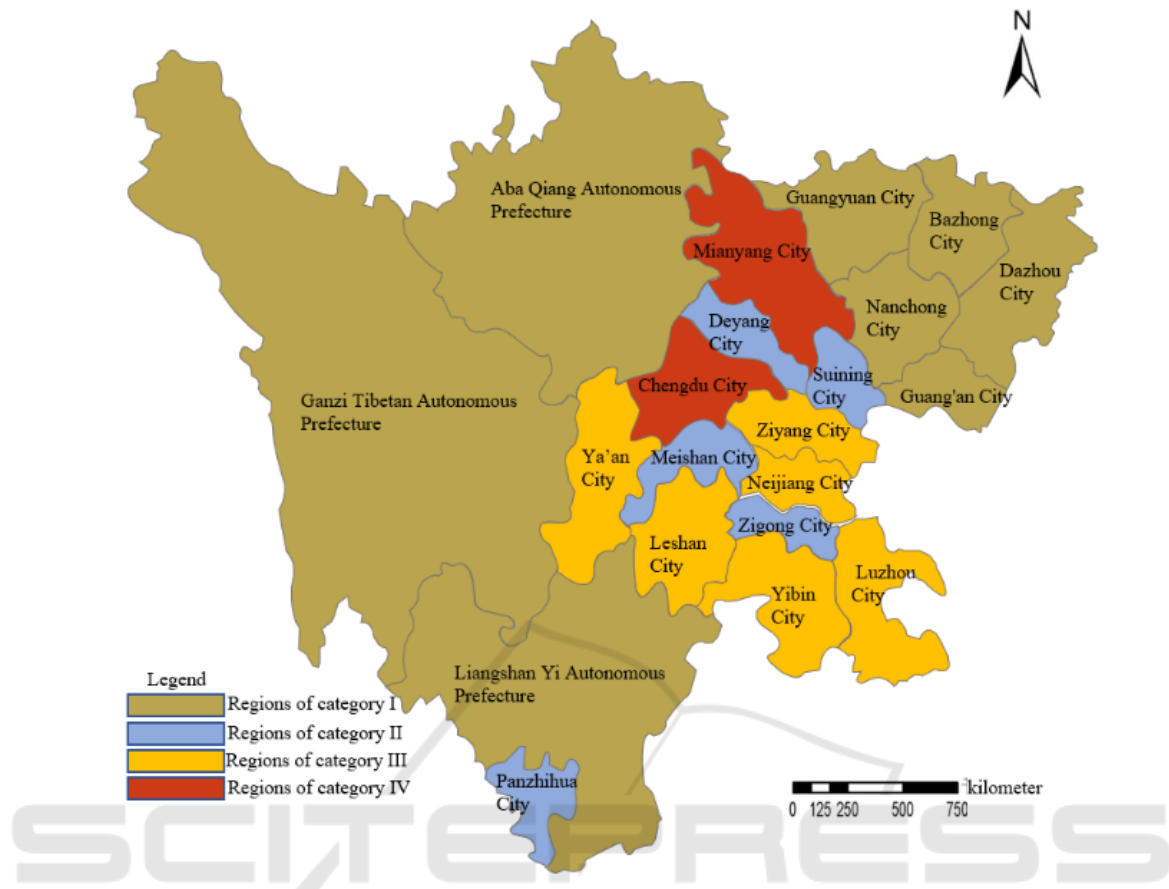 N
Aba Qiang Autonomous
Prefecture
Guangyuan City
Bazhong
City
Mianyang City
Dazhou
City
Nanchong
City
Deyang
City
Suining
City
Chengdu City
Guang'an City
Ganzi Tibetan Autonomous
Prefecture
Ziyang City
Ya’an
City
Meishan City
Neijiang City
Zigong City
Leshan
City
Luzhou
City
Yibin
City
Liangshan Yi Autonomous
Prefecture
Legend
Regions of category I
Regions of category II
Regions of category III
Regions of category IV
Panzhihua
City
kilometer
0 125 250 500 750
SCITEPRESS